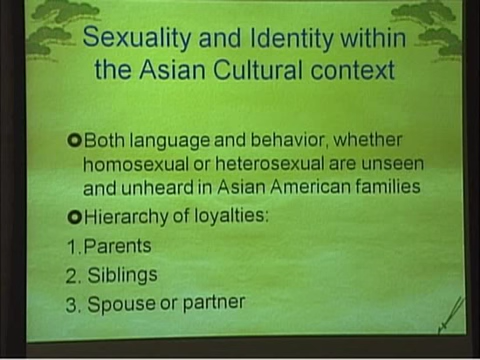 Sexuality and Identity within
the Asian Cultural context
Both language and behavior, whether
homosexual or heterosexual are unseen
and unheard in Asian American families
Hierarchy of loyalties:
1. Parents
2. Siblings
3. Spouse or partner